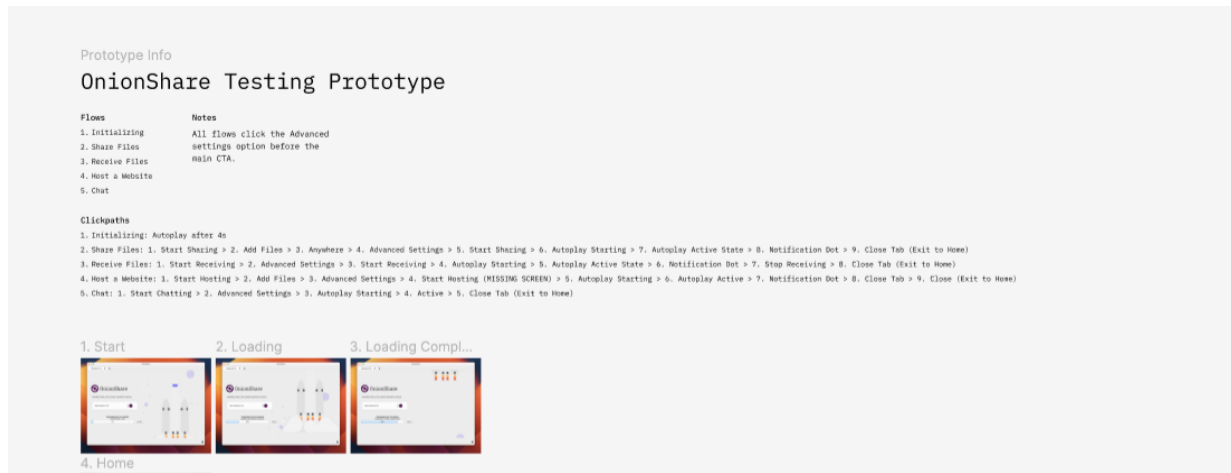 Prototype Info
OnionShare Testing Prototype
Flows
1. Initializing
2. Share Files
3. Receive Files
4. Host a Website
5. Chat
Notes
All flows click the Advanced
settings option before the
main CTA.
Clickpaths
1. Initializing: Autoplay after 4s
2. Share Files: 1. Start Sharing > 2. Add Files > 3. Anywhere > 4. Advanced Settings > 5. Start Sharing > 6. Autoplay Starting > 7. Autoplay Active State > 8. Notification Dot > 9. Close Tab (Exit to Home)
3. Receive Files: 1. Start Receiving > 2. Advanced Settings > 3. Start Receiving > 4. Autoplay Starting > 5. Autoplay Active State > 6. Notification Dot > 7. Stop Receiving > 8. Close Tab (Exit to Home)
4. Host a Website: 1. Start Hosting > 2. Add Files > 3. Advanced Settings > 4. Start Hosting (MISSING SCREEN) > 5. Autoplay Starting > 6. Autoplay Active > 7. Notification Dot > 8. Close Tab > 9. Close (Exit to Home)
5. Chat: 1. Start Chatting > 2. Advanced Settings > 3. Autoplay Starting > 4. Active > 5. Close Tab (Exit to Home)
1. Start
2. Loading
3. Loading Compl...
OnionShare
OnionShare
OnionShare
4. Home